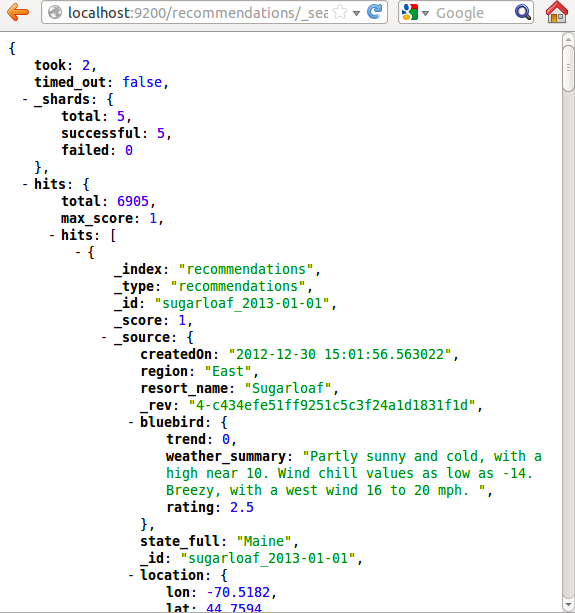 localhost:9200/recommendations/_sea
Google
{
took: 2,
timed_out: false,
- _shards: {
total: 5,
successful: 5,
failed: 0
},
- hits: {
total: 6905,
max_score: 1,
- hits: [
- {
_index: "recommendations",
_type: "recommendations",
_id: "sugarloaf_2013-01-01",
_score: 1,
- _source: {
createdOn: "2012-12-30 15:01:56.563022",
region: "East",
resort_name: "Sugarloaf",
_rev: "4-c434efe51ff9251c5c3f24a1d1831f1d",
- bluebird: {
trend: 0,
weather_summary: "Partly sunny and cold, with a
high near 10. Wind chill values as low as -14.
Breezy, with a west wind 16 to 20 mph. ",
rating: 2.5
},
state_full: "Maine",
_id: "sugarloaf_2013-01-01",
- location: {
lon: -70.5182,
lat: 44.7594